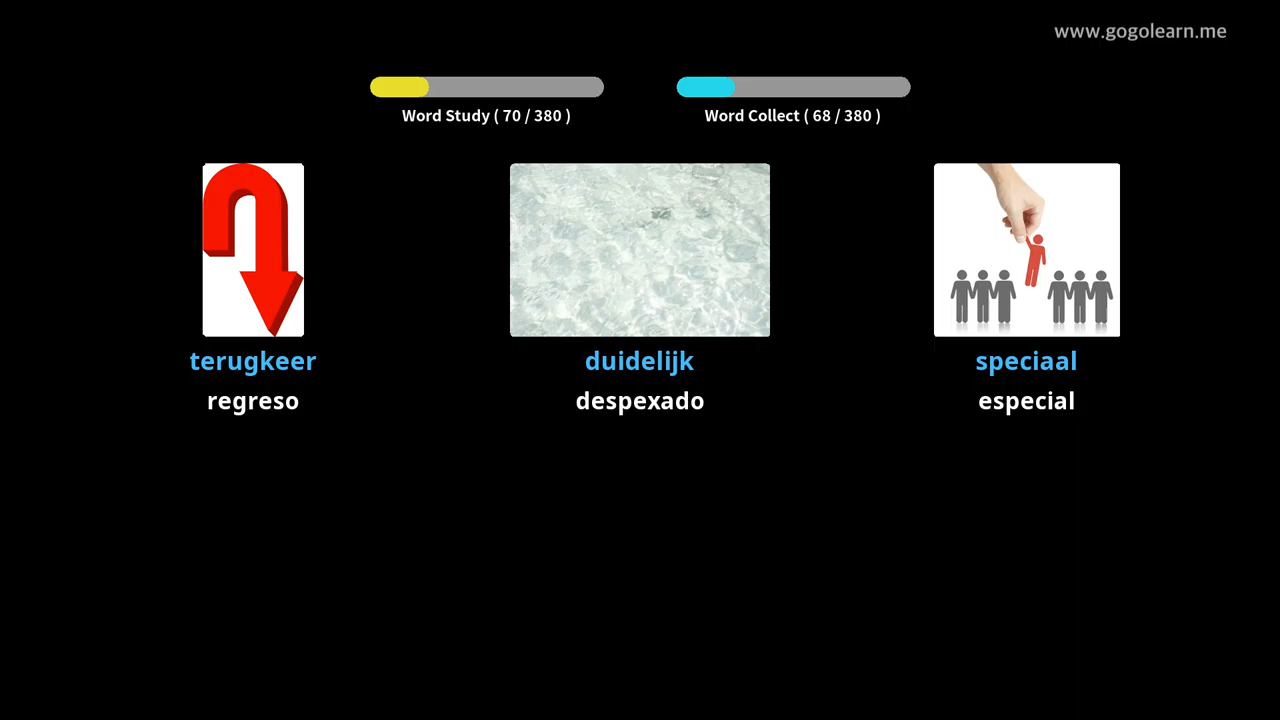 www.gogolearn.me
Word Study ( 70 / 380 )
Word Collect ( 68 / 380 )
terugkeer
duidelijk
speciaal
regreso
despexado
especial